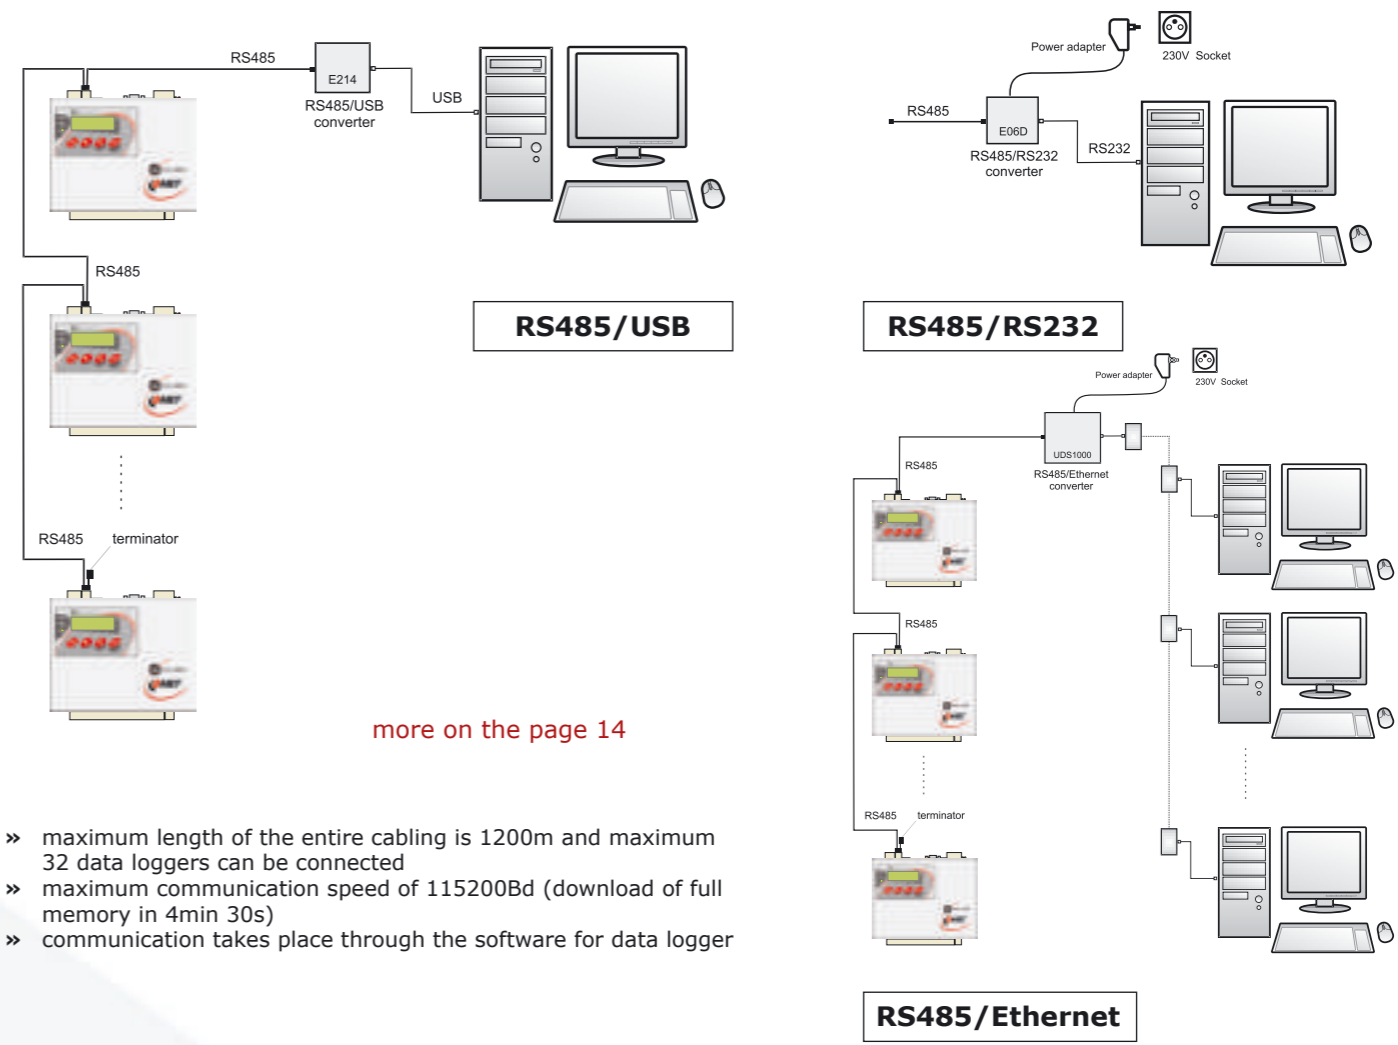 RS485
E214
RS485/USB
converter
USB
RS485
RS485
terminator
RS485/USB
more on the page 14
» maximum length of the entire cabling is 1200m and maximum
32 data loggers can be connected
» maximum communication speed of 115200Bd (download of full
memory in 4min 30s)
» communication takes place through the software for data logger
Power adapter
230V Socket
RS485
E06D
RS485/RS232
converter
RS232
RS485/RS232
Power adapter
230V Socket
UDS1000
RS485/Ethernet
converter
RS485
RS485
RS485
terminator
RS485/Ethernet